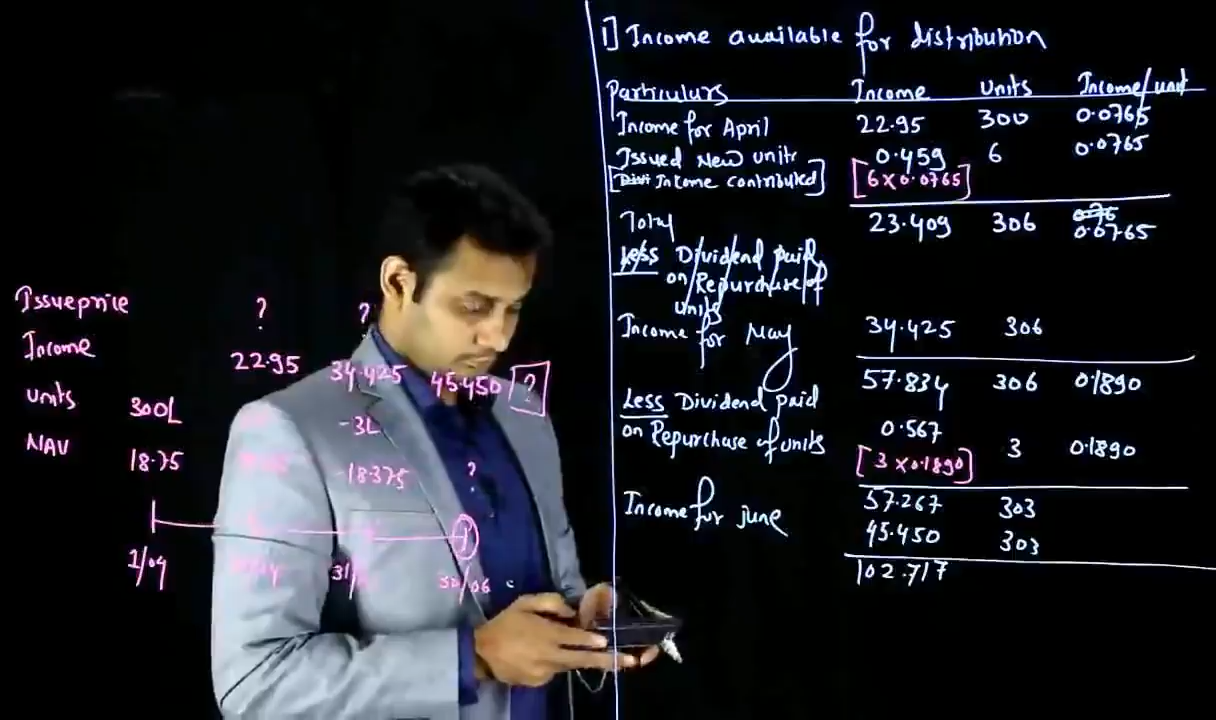 1] Income available for distribution
Particulars Income Units Income/unit
Income for April 22.95 300 0.0765
Issued New units 0.459 6 0.0765
[Income contributed] [6 x 0.0765]
Total 23.409 306 0.0765
Less Dividend paid
on Repurchase of
units
Income for May 34.425 306
57.834 306 0.1890
Less Dividend paid
on Repurchase of units 0.567 3 0.1890
[3 x 0.1890]
57.267 303
Income for june 45.450 303
102.717
Issue price ? ?
Income 22.95 34.425 45.450 ?
units 300L -3L
NAV 18.75 -18.375 ?
1/04 31/ 30/06